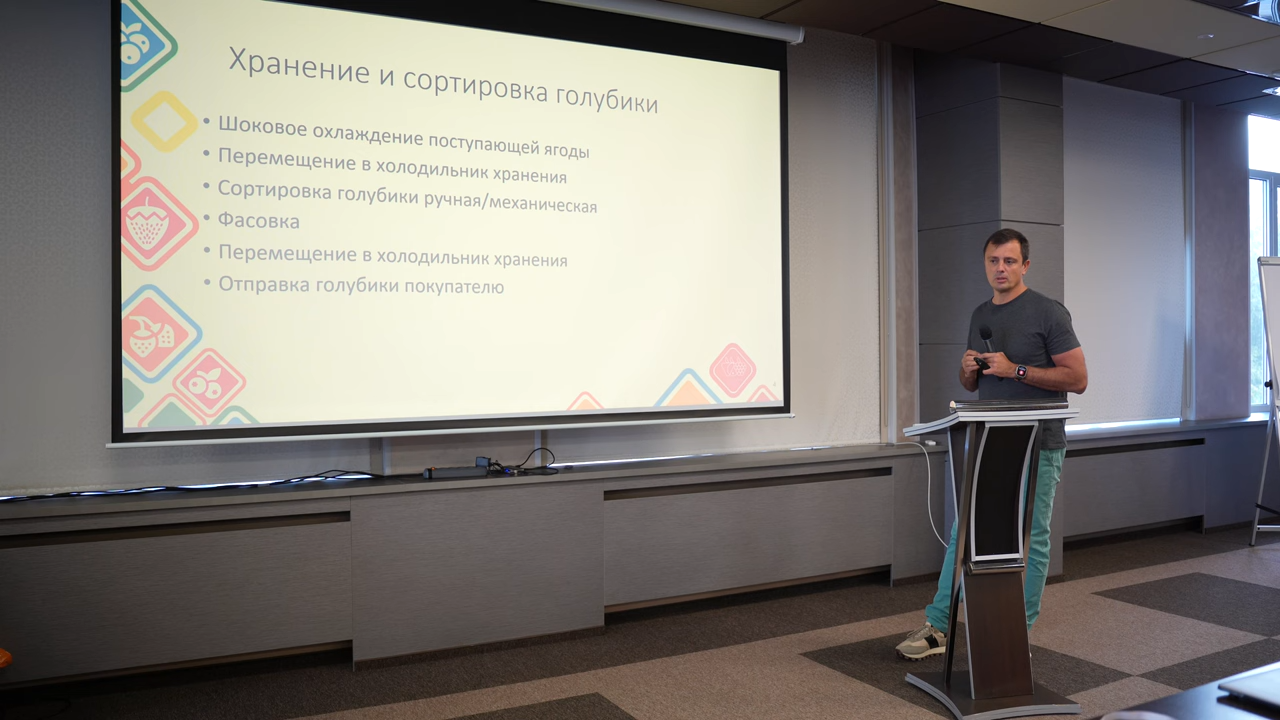 Хранение и сортировка голубики
• Шоковое охлаждение поступающей ягоды
• Перемещение в холодильник хранения
• Сортировка голубики ручная/механическая
• Фасовка
• Перемещение в холодильник хранения
• Отправка голубики покупателю
4